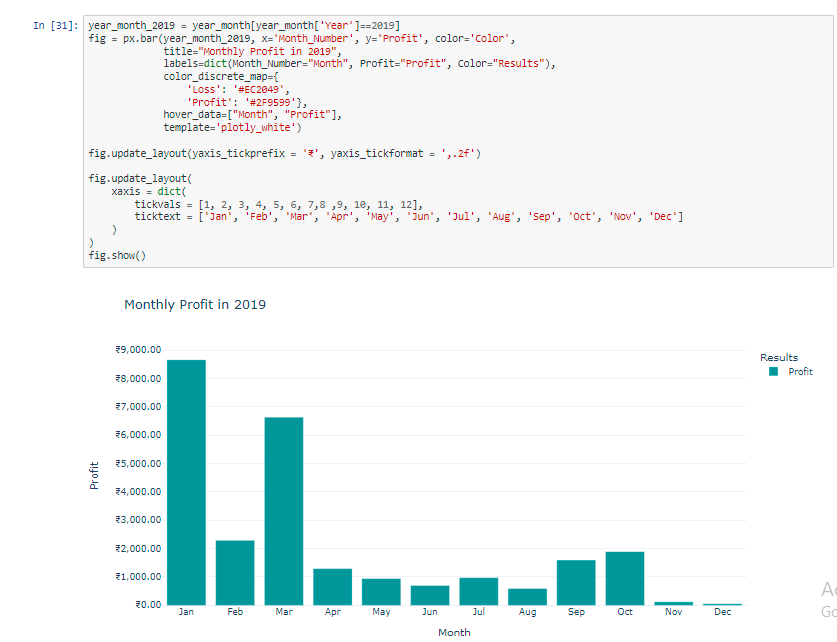 In [31]:
year_month_2019 = year_month[year_month['Year']==2019]
fig = px.bar(year_month_2019, x='Month_Number', y='Profit', color='Color',
title="Monthly Profit in 2019",
labels=dict(Month_Number="Month", Profit="Profit", Color="Results"),
color_discrete_map={
'Loss': '#EC2049',
'Profit': '#2F9599'},
hover_data=["Month", "Profit"],
template='plotly_white')
fig.update_layout(yaxis_tickprefix = '₹', yaxis_tickformat = ',.2f')
fig.update_layout(
xaxis = dict(
tickvals = [1, 2, 3, 4, 5, 6, 7,8 ,9, 10, 11, 12],
ticktext = ['Jan', 'Feb', 'Mar', 'Apr', 'May', 'Jun', 'Jul', 'Aug', 'Sep', 'Oct', 'Nov', 'Dec']
)
)
fig.show()
Monthly Profit in 2019
₹9,000.00
₹8,000.00
₹7,000.00
₹6,000.00
₹5,000.00
₹4,000.00
₹3,000.00
₹2,000.00
₹1,000.00
₹0.00
Profit
Jan Feb Mar Apr May Jun Jul Aug Sep Oct Nov Dec
Month
Results
Profit